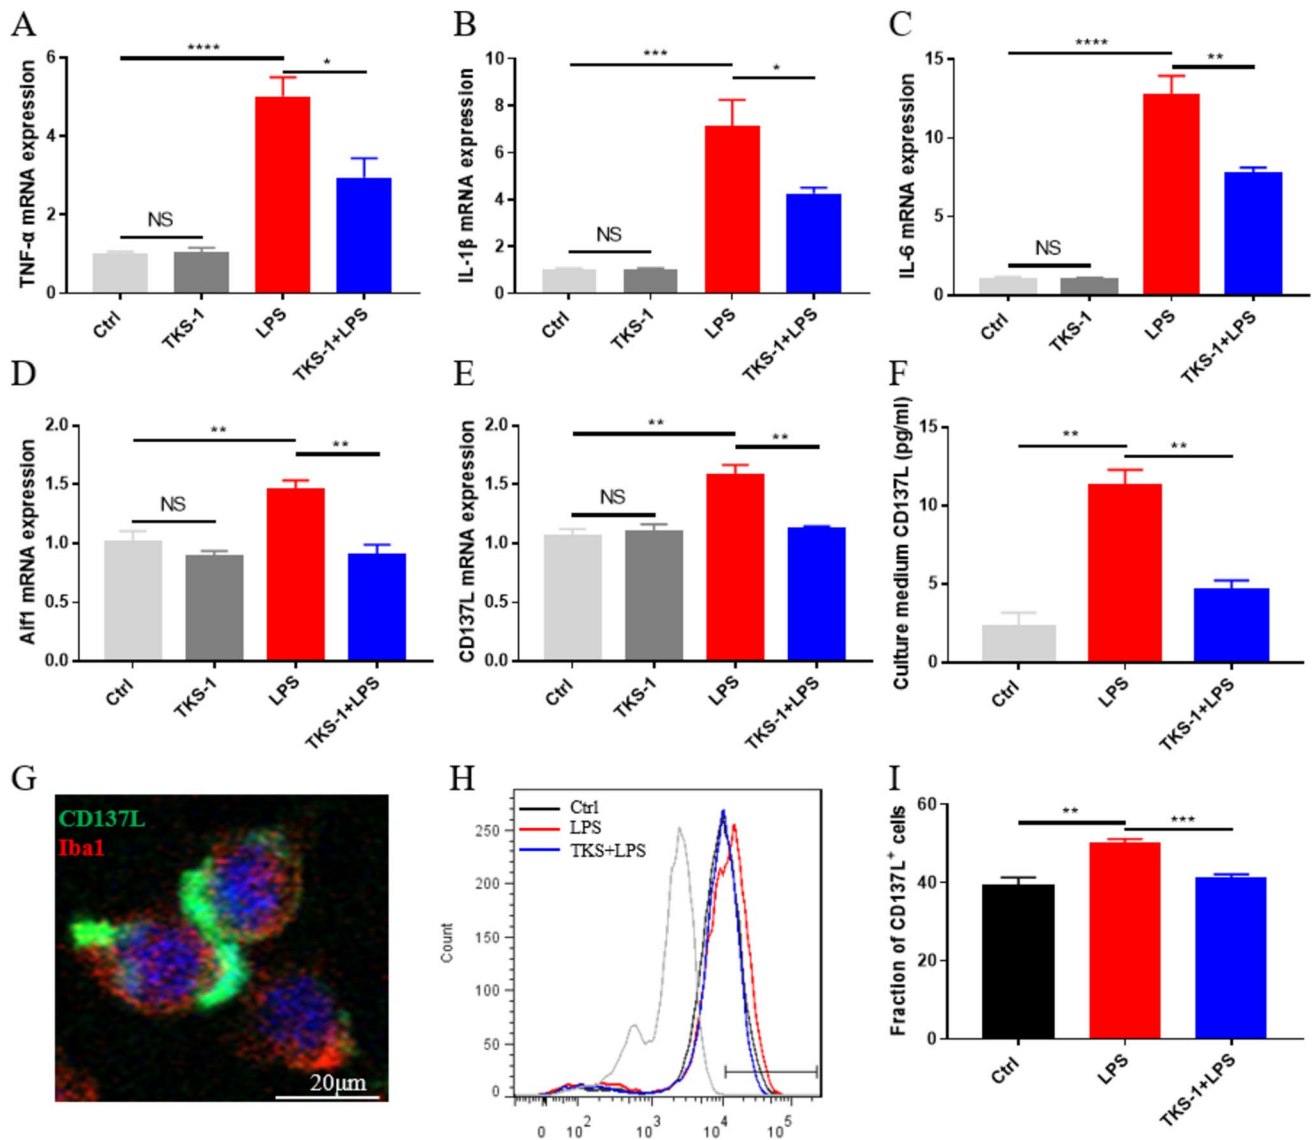 A
TNF-α mRNA expression
6
4
2
0
****
*
NS
Ctrl
TKS-1
LPS
TKS-1+LPS
B
IL-1β mRNA expression
10
8
6
4
2
0
***
*
NS
Ctrl
TKS-1
LPS
TKS-1+LPS
C
IL-6 mRNA expression
15
10
5
0
****
**
NS
Ctrl
TKS-1
LPS
TKS-1+LPS
D
Aif1 mRNA expression
2.0
1.5
1.0
0.5
0.0
**
**
NS
Ctrl
TKS-1
LPS
TKS-1+LPS
E
CD137L mRNA expression
2.0
1.5
1.0
0.5
0.0
**
**
NS
Ctrl
TKS-1
LPS
TKS-1+LPS
F
Culture medium CD137L (pg/ml)
15
10
5
0
**
**
Ctrl
LPS
TKS-1+LPS
G
CD137L
Iba1
20μm
H
Count
250
200
150
100
50
0
Ctrl
LPS
TKS+LPS
0 10² 10³ 10⁴ 10⁵
I
Fraction of CD137L⁺ cells
60
40
20
0
**
***
Ctrl
LPS
TKS-1+LPS